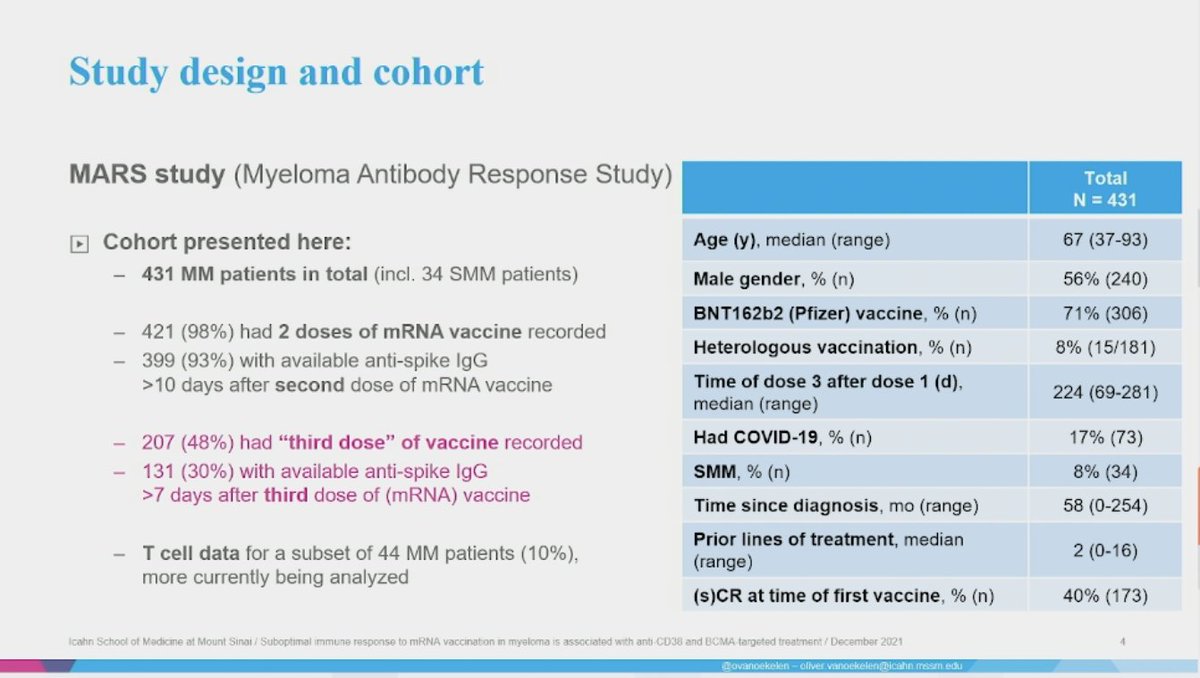 Study design and cohort
MARS study (Myeloma Antibody Response Study)
Cohort presented here:
– 431 MM patients in total (incl. 34 SMM patients)
– 421 (98%) had 2 doses of mRNA vaccine recorded
– 399 (93%) with available anti-spike IgG
>10 days after second dose of mRNA vaccine
– 207 (48%) had “third dose” of vaccine recorded
– 131 (30%) with available anti-spike IgG
>7 days after third dose of (mRNA) vaccine
– T cell data for a subset of 44 MM patients (10%),
more currently being analyzed
Total
N = 431
Age (y), median (range) 67 (37-93)
Male gender, % (n) 56% (240)
BNT162b2 (Pfizer) vaccine, % (n) 71% (306)
Heterologous vaccination, % (n) 8% (15/181)
Time of dose 3 after dose 1 (d),
median (range) 224 (69-281)
Had COVID-19, % (n) 17% (73)
SMM, % (n) 8% (34)
Time since diagnosis, mo (range) 58 (0-254)
Prior lines of treatment, median
(range) 2 (0-16)
(s)CR at time of first vaccine, % (n) 40% (173)
Icahn School of Medicine at Mount Sinai / Suboptimal immune response to mRNA vaccination in myeloma is associated with anti-CD38 and BCMA-targeted treatment / December 2021 4
@ovanoekelen – oliver.vanoekelen@icahn.mssm.edu